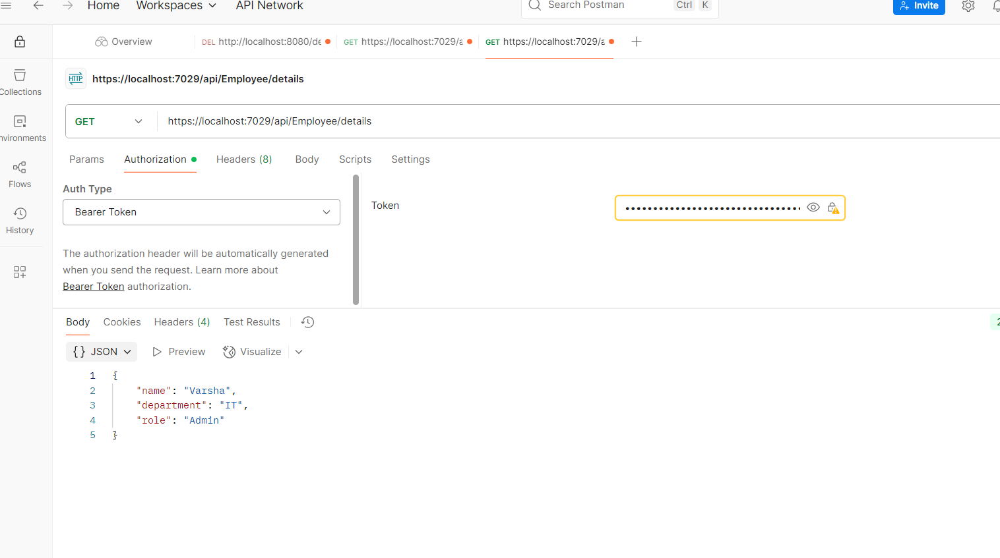 Home Workspaces API Network Search Postman Ctrl K Invite
Overview DEL http://localhost:8080/de GET https://localhost:7029/a GET https://localhost:7029/a
HTTP https://localhost:7029/api/Employee/details
Collections
GET https://localhost:7029/api/Employee/details
nvironments
Params Authorization Headers (8) Body Scripts Settings
Flows
Auth Type
Bearer Token
Token
History
The authorization header will be automatically generated
when you send the request. Learn more about
Bearer Token authorization.
Body Cookies Headers (4) Test Results
2
{} JSON Preview Visualize
1 {
2 "name": "Varsha",
3 "department": "IT",
4 "role": "Admin"
5 }